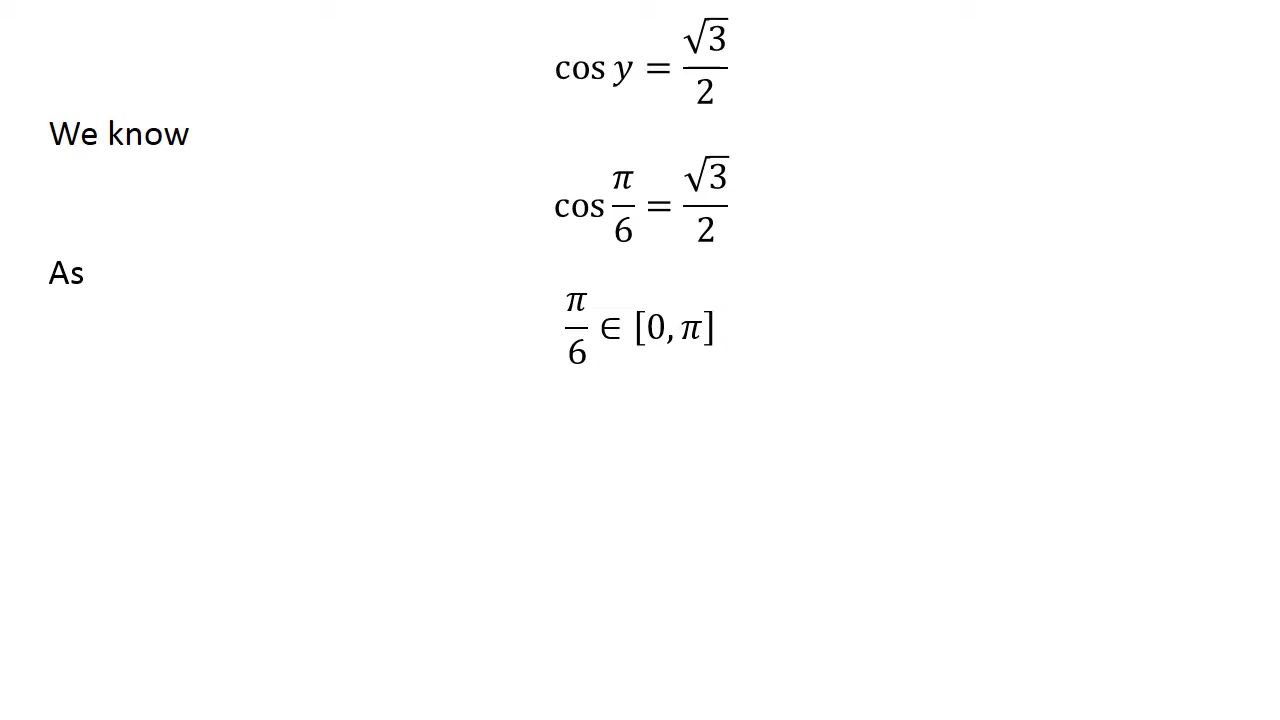 cos y = √3/2
We know
cos π/6 = √3/2
As
π/6 ∈ [0, π]